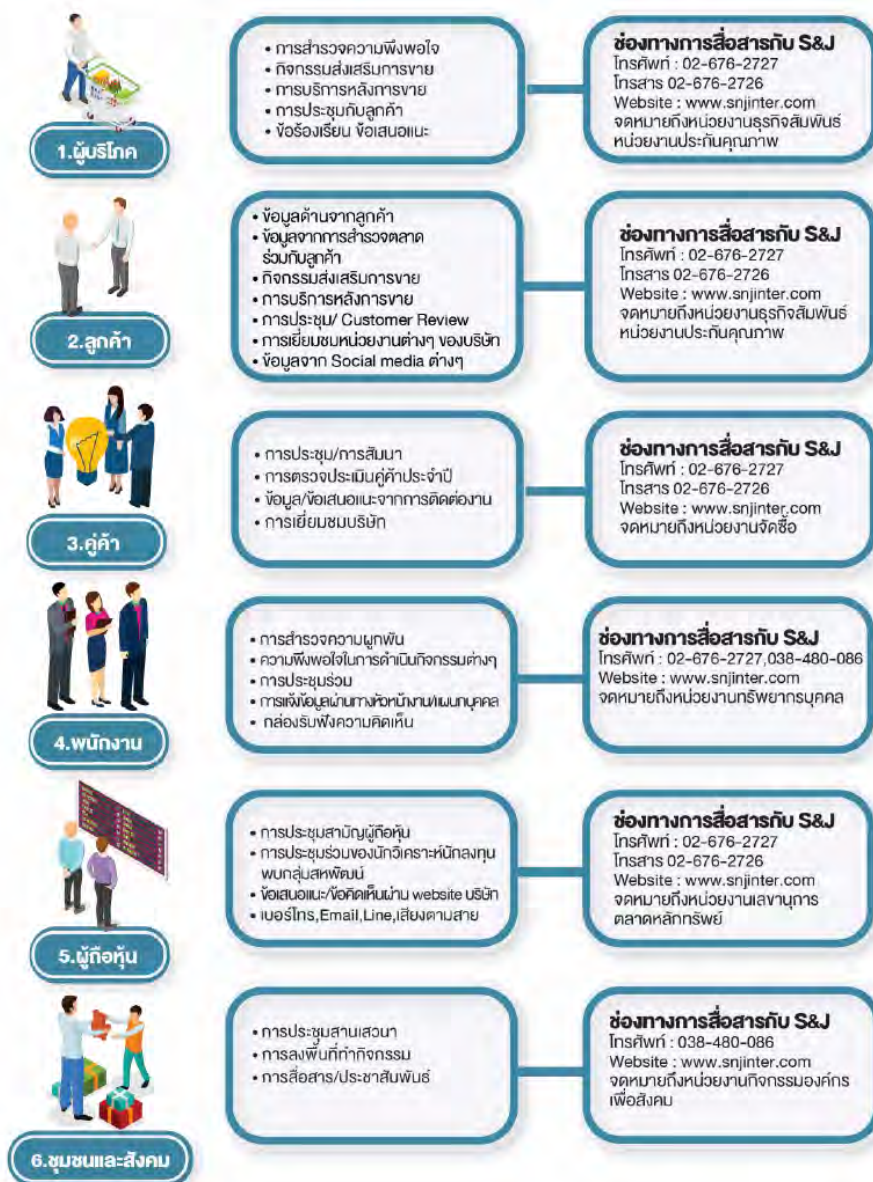 1.ผู้บริโภค
• การสำรวจความพึงพอใจ
• กิจกรรมส่งเสริมการขาย
• การบริการหลังการขาย
• การประชุมกับลูกค้า
• ข้อร้องเรียน ข้อเสนอแนะ
ช่องทางการสื่อสารกับ S&J
โทรศัพท์ : 02-676-2727
โทรสาร 02-676-2726
Website : www.snjinter.com
จดหมายถึงหน่วยงานธุรกิจสัมพันธ์
หน่วยงานประกันคุณภาพ
2.ลูกค้า
• ข้อมูลด้านจากลูกค้า
• ข้อมูลจากการสำรวจตลาด
ร่วมกับลูกค้า
• กิจกรรมส่งเสริมการขาย
• การบริการหลังการขาย
• การประชุม/ Customer Review
• การเยี่ยมชมหน่วยงานต่างๆ ของบริษัท
• ข้อมูลจาก Social media ต่างๆ
ช่องทางการสื่อสารกับ S&J
โทรศัพท์ : 02-676-2727
โทรสาร 02-676-2726
Website : www.snjinter.com
จดหมายถึงหน่วยงานธุรกิจสัมพันธ์
หน่วยงานประกันคุณภาพ
3.คู่ค้า
• การประชุม/การสัมนา
• การตรวจประเมินคู่ค้าประจำปี
• ข้อมูล/ข้อเสนอแนะจากการติดต่องาน
• การเยี่ยมชมบริษัท
ช่องทางการสื่อสารกับ S&J
โทรศัพท์ : 02-676-2727
โทรสาร 02-676-2726
Website : www.snjinter.com
จดหมายถึงหน่วยงานจัดซื้อ
4.พนักงาน
• การสำรวจความผูกพัน
• ความพึงพอใจในการดำเนินกิจกรรมต่างๆ
• การประชุมร่วม
• การแจ้งข้อมูลผ่านทางหัวหน้างาน/แผนกบุคคล
• กล่องรับฟังความคิดเห็น
ช่องทางการสื่อสารกับ S&J
โทรศัพท์ : 02-676-2727,038-480-086
Website : www.snjinter.com
จดหมายถึงหน่วยงานทรัพยากรบุคคล
5.ผู้ถือหุ้น
• การประชุมสามัญผู้ถือหุ้น
• การประชุมร่วมของนักวิเคราะห์นักลงทุน
พบกลุ่มสหพัฒน์
• ข้อเสนอแนะ/ข้อคิดเห็นผ่าน website บริษัท
• เบอร์โทร,Email,Line,เสียงตามสาย
ช่องทางการสื่อสารกับ S&J
โทรศัพท์ : 02-676-2727
โทรสาร 02-676-2726
Website : www.snjinter.com
จดหมายถึงหน่วยงานเลขานุการ
ตลาดหลักทรัพย์
6.ชุมชนและสังคม
• การประชุมสานเสวนา
• การลงพื้นที่ทำกิจกรรม
• การสื่อสาร/ประชาสัมพันธ์
ช่องทางการสื่อสารกับ S&J
โทรศัพท์ : 038-480-086
Website : www.snjinter.com
จดหมายถึงหน่วยงานกิจกรรมองค์กร
เพื่อสังคม